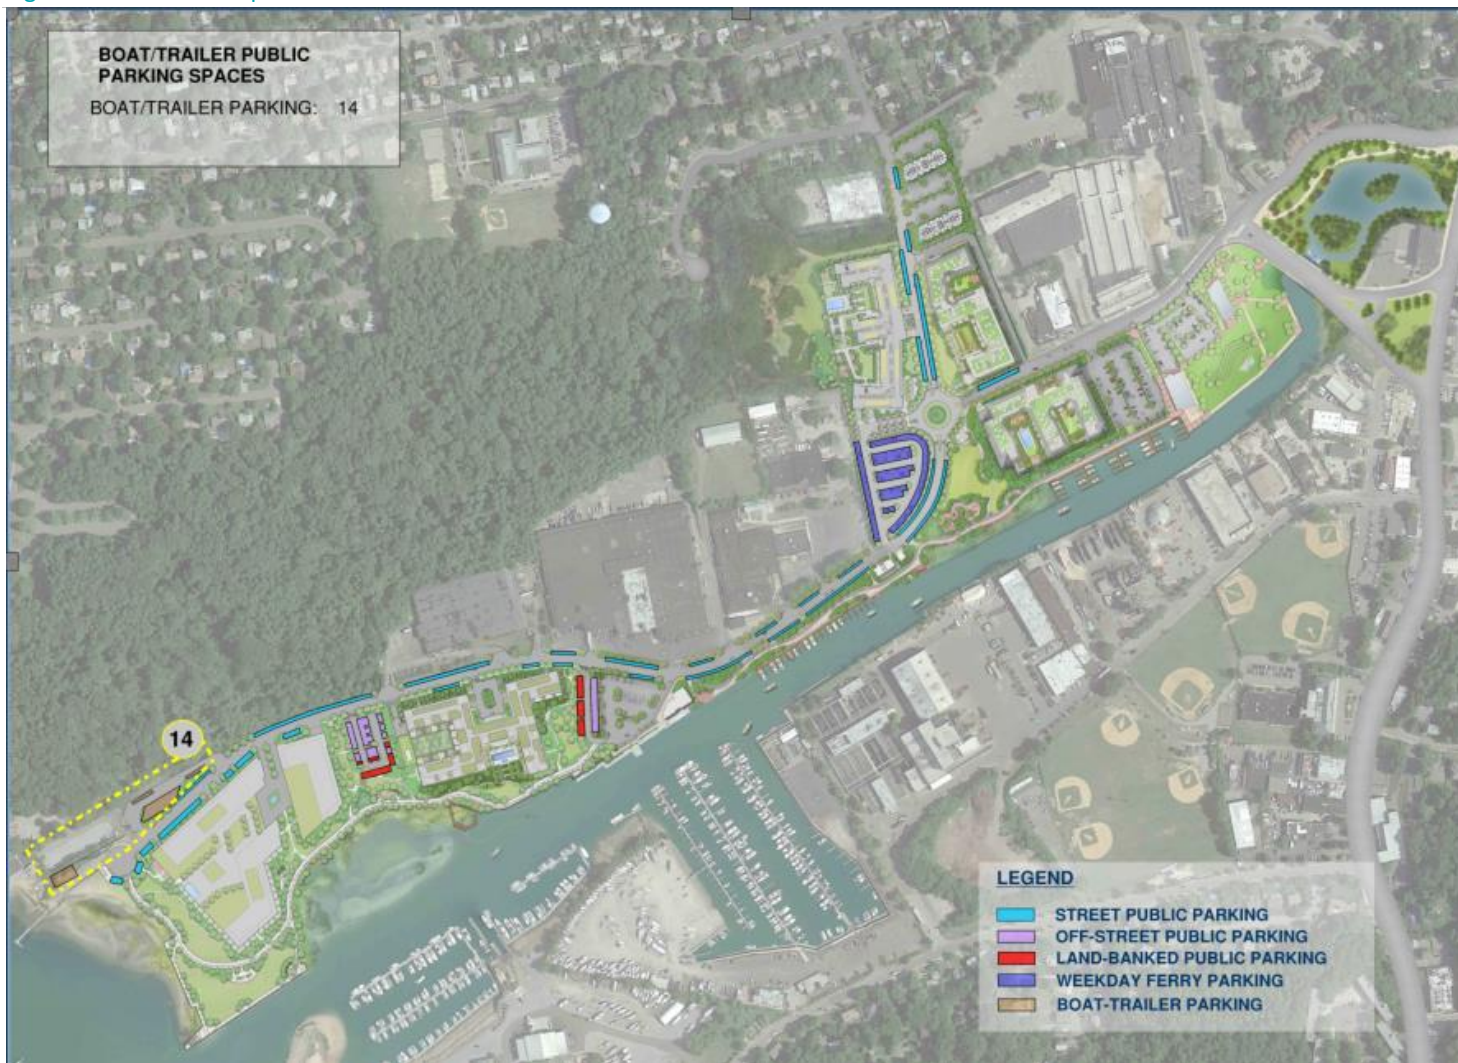 BOAT/TRAILER PUBLIC
PARKING SPACES
BOAT/TRAILER PARKING: 14
14
LEGEND
STREET PUBLIC PARKING
OFF-STREET PUBLIC PARKING
LAND-BANKED PUBLIC PARKING
WEEKDAY FERRY PARKING
BOAT-TRAILER PARKING